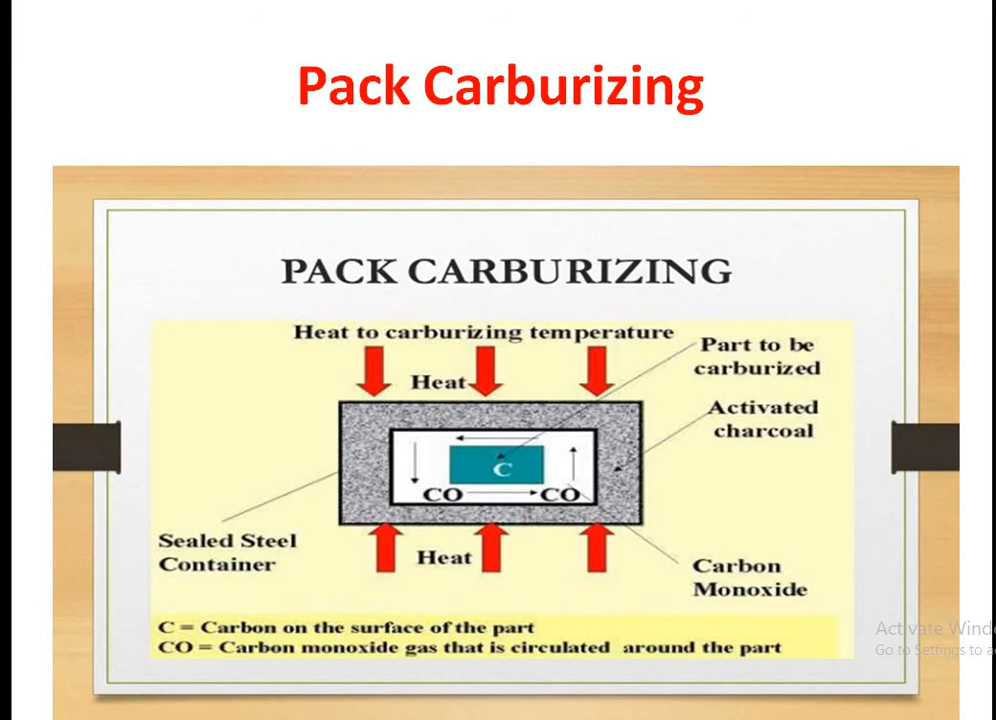 Pack Carburizing
PACK CARBURIZING
Heat to carburizing temperature
Part to be
carburized
Heat
Activated
charcoal
C
CO
CO
Sealed Steel
Container
Heat
Carbon
Monoxide
C = Carbon on the surface of the part
CO = Carbon monoxide gas that is circulated around the part
Activate Wind
Go to Settings to a